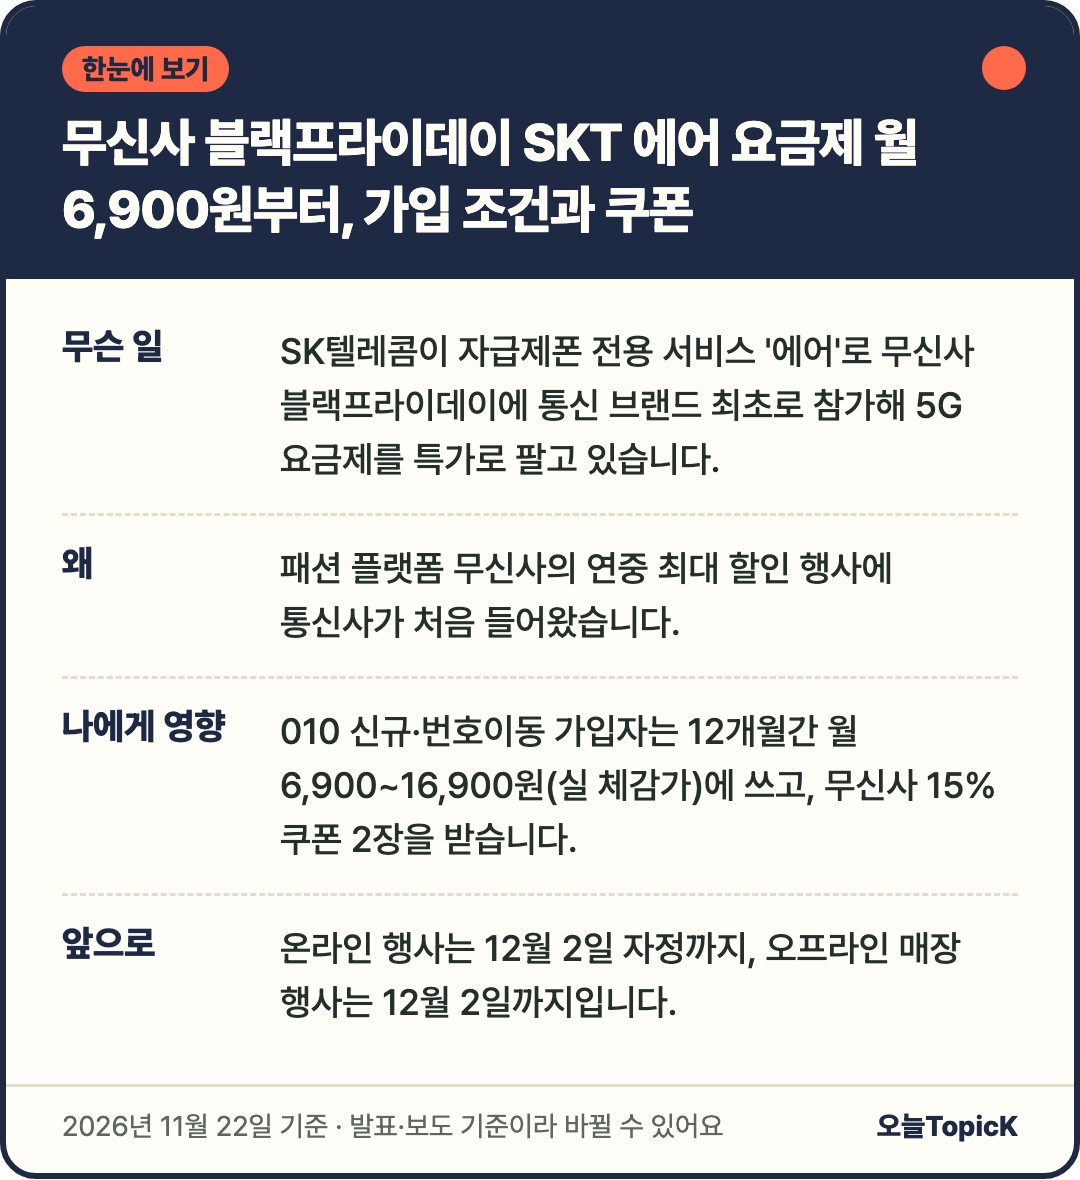 한눈에 보기
무신사 블랙프라이데이 SKT 에어 요금제 월
6,900원부터, 가입 조건과 쿠폰
무슨 일
SK텔레콤이 자급제폰 전용 서비스 '에어'로 무신사
블랙프라이데이에 통신 브랜드 최초로 참가해 5G
요금제를 특가로 팔고 있습니다.
왜
패션 플랫폼 무신사의 연중 최대 할인 행사에
통신사가 처음 들어왔습니다.
나에게 영향
010 신규·번호이동 가입자는 12개월간 월
6,900~16,900원(실 체감가)에 쓰고, 무신사 15%
쿠폰 2장을 받습니다.
앞으로
온라인 행사는 12월 2일 자정까지, 오프라인 매장
행사는 12월 2일까지입니다.
2026년 11월 22일 기준 · 발표·보도 기준이라 바뀔 수 있어요
오늘TopicK